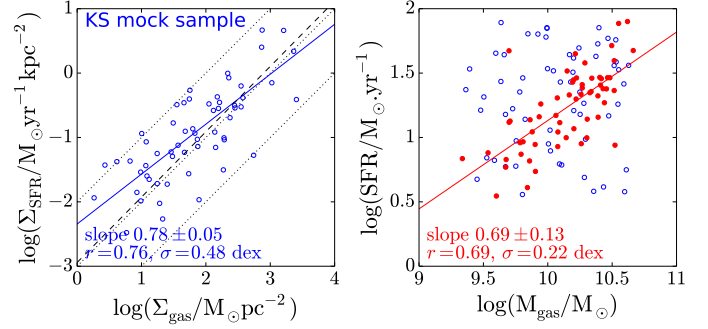 KS mock sample
log(Σ_SFR/M_⊙yr⁻¹kpc⁻²)
1
0
−1
−2
−3
slope 0.78±0.05
r=0.76, σ=0.48 dex
0 1 2 3 4
log(Σ_gas/M_⊙pc⁻²)
log(SFR/M_⊙.yr⁻¹)
2
1.5
1
0.5
0
slope 0.69±0.13
r=0.69, σ=0.22 dex
9 9.5 10 10.5 11
log(M_gas/M_⊙)